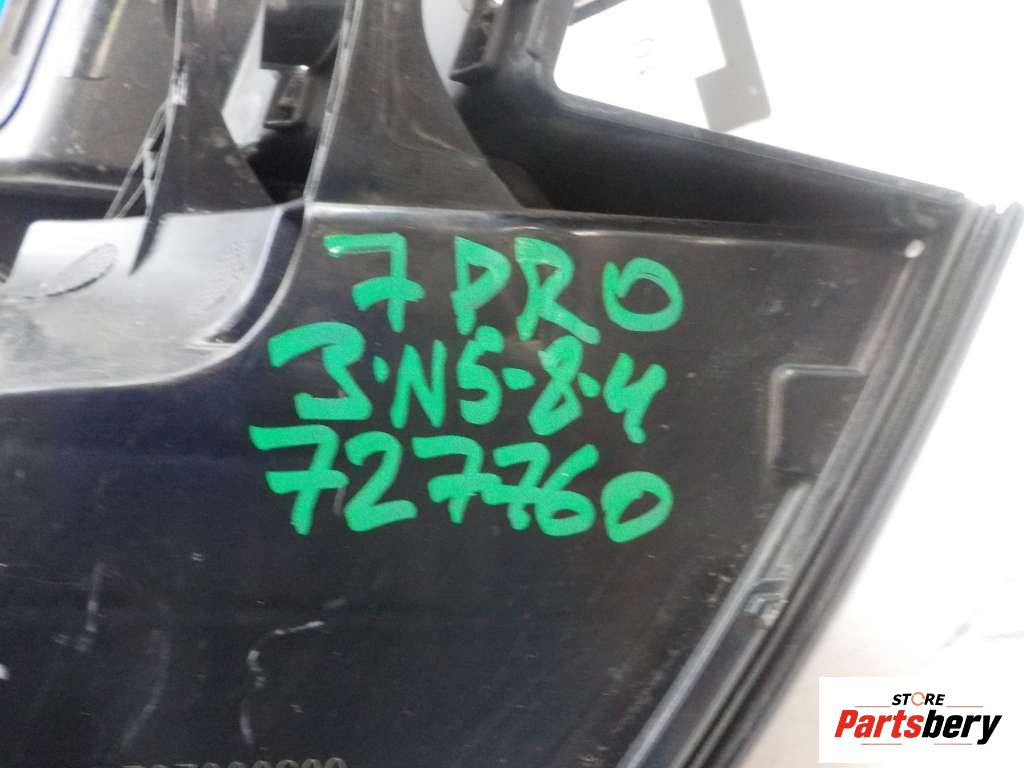 7 PRO
3·N5-8·4
727760
STORE
Partsbery